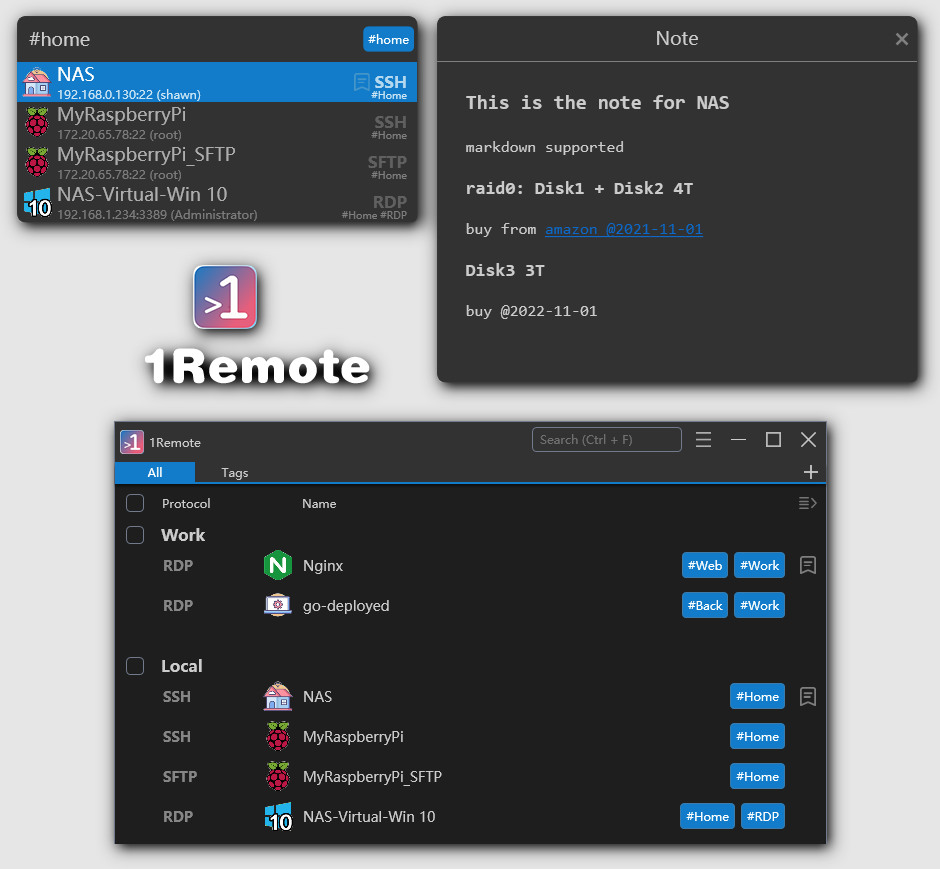 #home #home
NAS SSH
192.168.0.130:22 (shawn) #Home
MyRaspberryPi SSH
172.20.65.78:22 (root) #Home
MyRaspberryPi_SFTP SFTP
172.20.65.78:22 (root) #Home
10 NAS-Virtual-Win 10 RDP
192.168.1.234:3389 (Administrator) #Home #RDP
Note
This is the note for NAS
markdown supported
raid0: Disk1 + Disk2 4T
buy from amazon @2021-11-01
Disk3 3T
buy @2022-11-01
>1
1Remote
>1 1Remote Search (Ctrl + F)
All Tags
Protocol Name
Work
RDP N Nginx #Web #Work
RDP go-deployed #Back #Work
Local
SSH NAS #Home
SSH MyRaspberryPi #Home
SFTP MyRaspberryPi_SFTP #Home
RDP 10 NAS-Virtual-Win 10 #Home #RDP